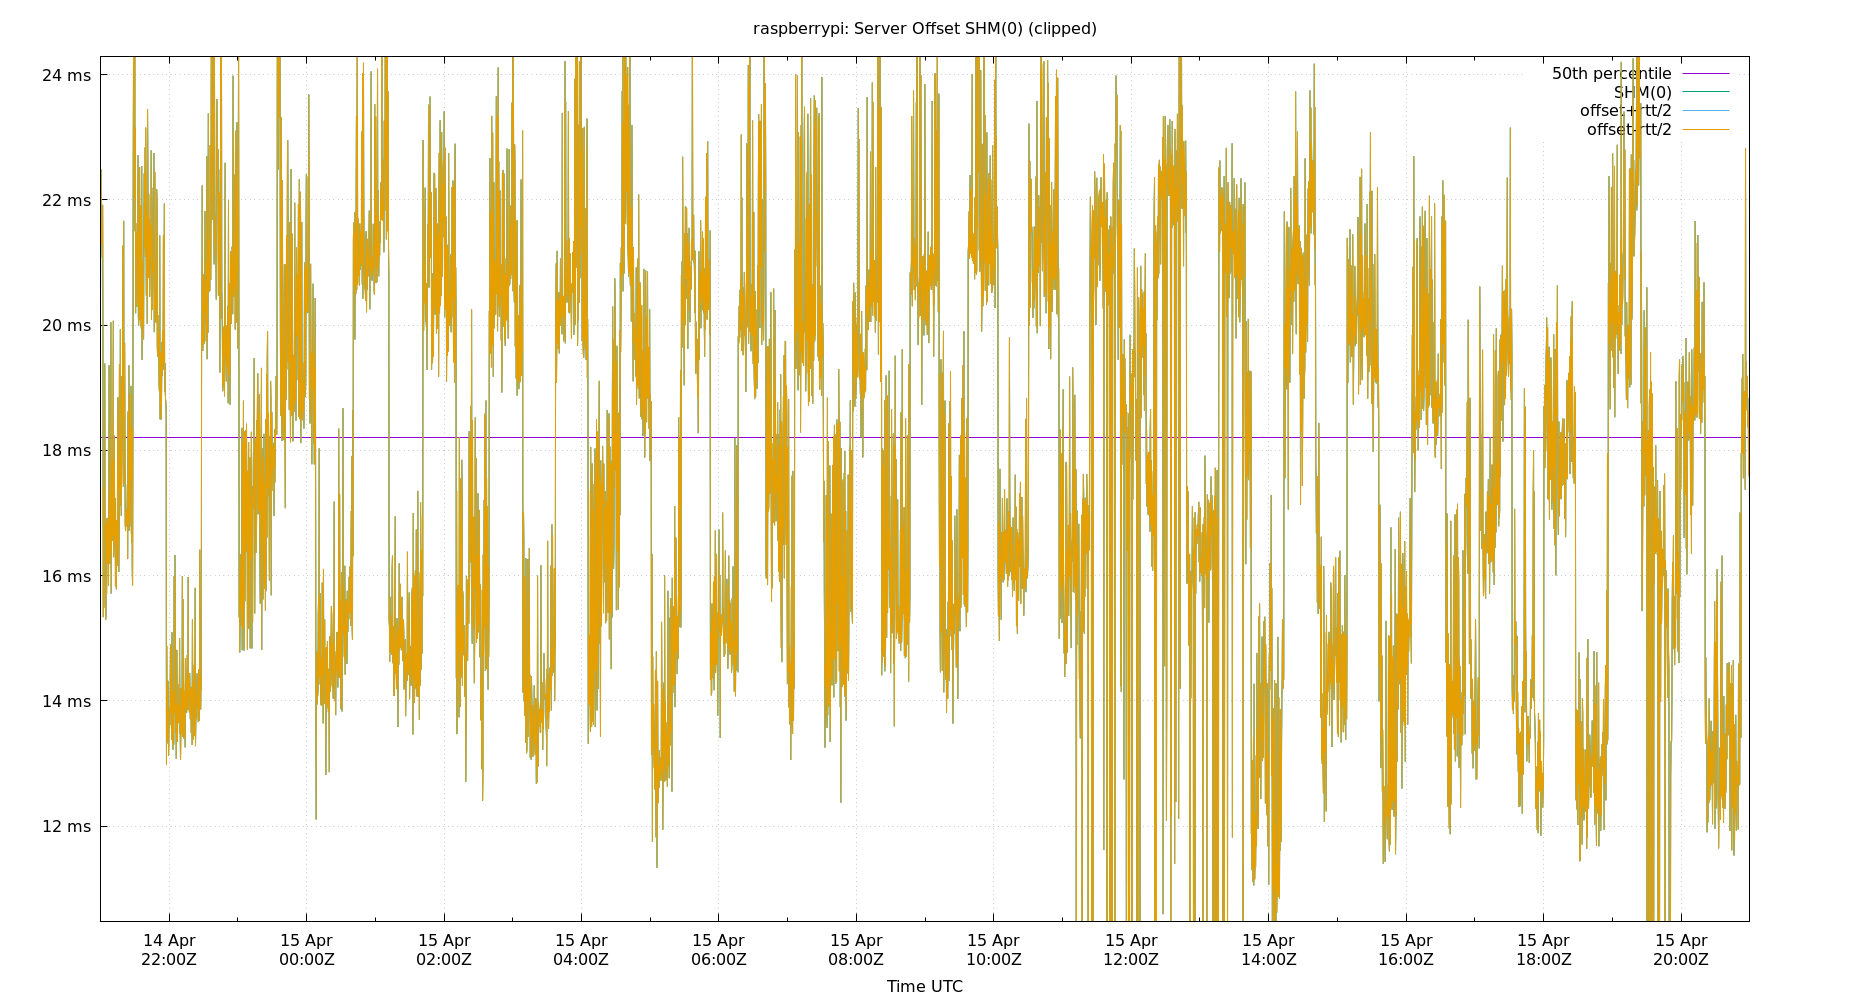 raspberrypi: Server Offset SHM(0) (clipped)
24 ms
22 ms
20 ms
18 ms
16 ms
14 ms
12 ms
50th percentile
SHM(0)
offset+rtt/2
offset-rtt/2
14 Apr 15 Apr 15 Apr 15 Apr 15 Apr 15 Apr 15 Apr 15 Apr 15 Apr 15 Apr 15 Apr 15 Apr
22:00Z 00:00Z 02:00Z 04:00Z 06:00Z 08:00Z 10:00Z 12:00Z 14:00Z 16:00Z 18:00Z 20:00Z
Time UTC